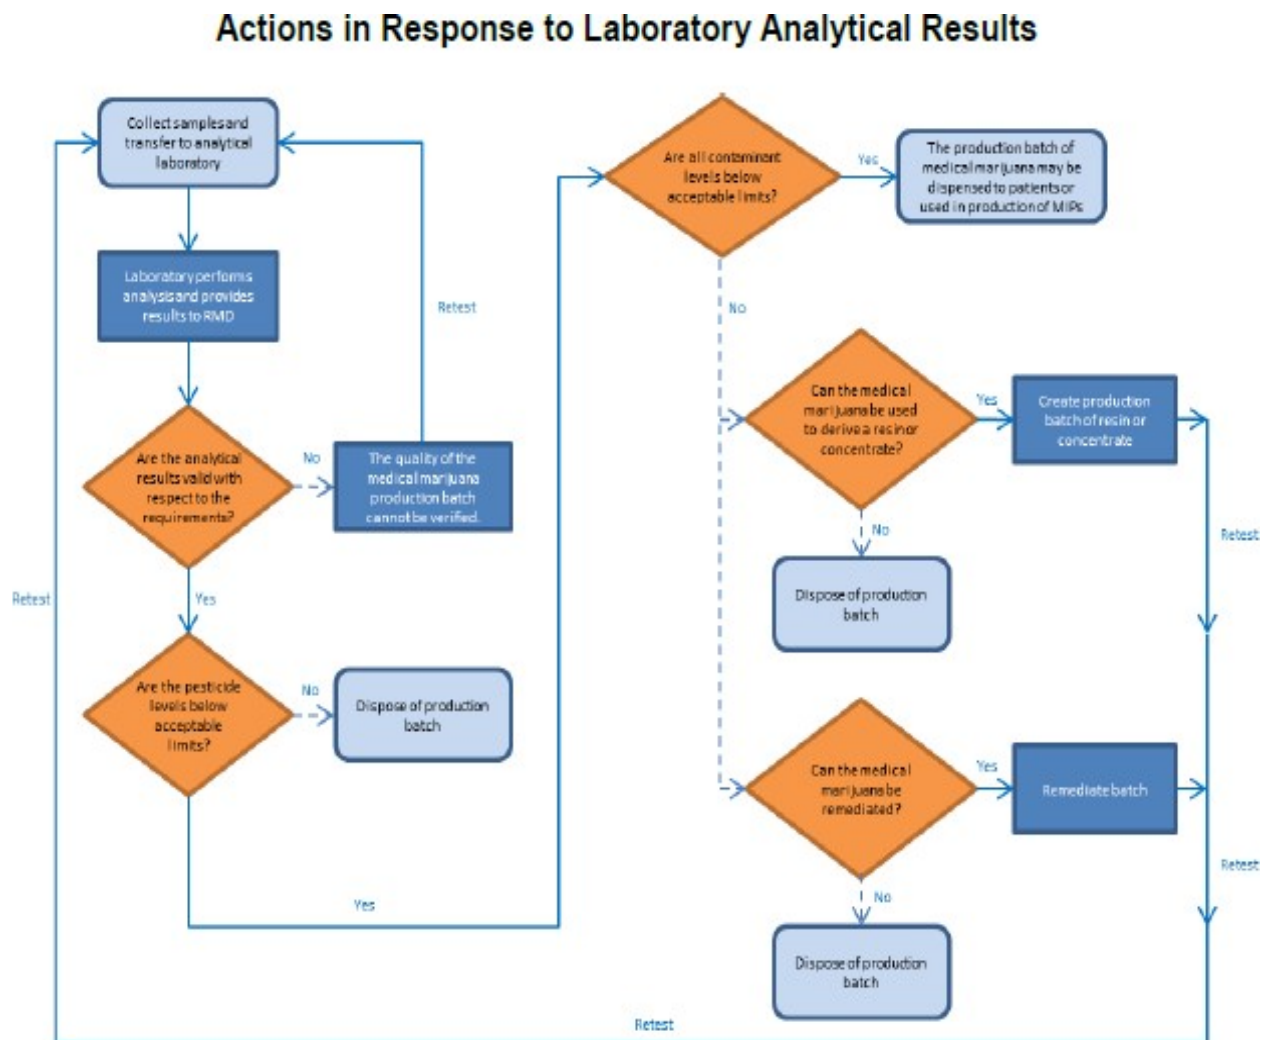 Actions in Response to Laboratory Analytical Results
Collect samples and
transfer to analytical
laboratory
Laboratory performs
analysis and provides
results to RMD
Retest
Are the analytical
results valid with
respect to the
requirements?
No
The quality of the
medical marijuana
production batch
cannot be verified.
Retest
Yes
Are the pesticide
levels below
acceptable
limits?
No
Dispose of production
batch
Yes
Are all contaminant
levels below
acceptable limits?
Yes
The production batch of
medical marijuana may be
dispensed to patients or
used in production of MIPs
No
Can the medical
marijuana be used
to derive a resin or
concentrate?
Yes
Create production
batch of resin or
concentrate
No
Retest
Dispose of production
batch
Can the medical
marijuana be
remediated?
Yes
Remediate batch
Retest
No
Dispose of production
batch
Retest